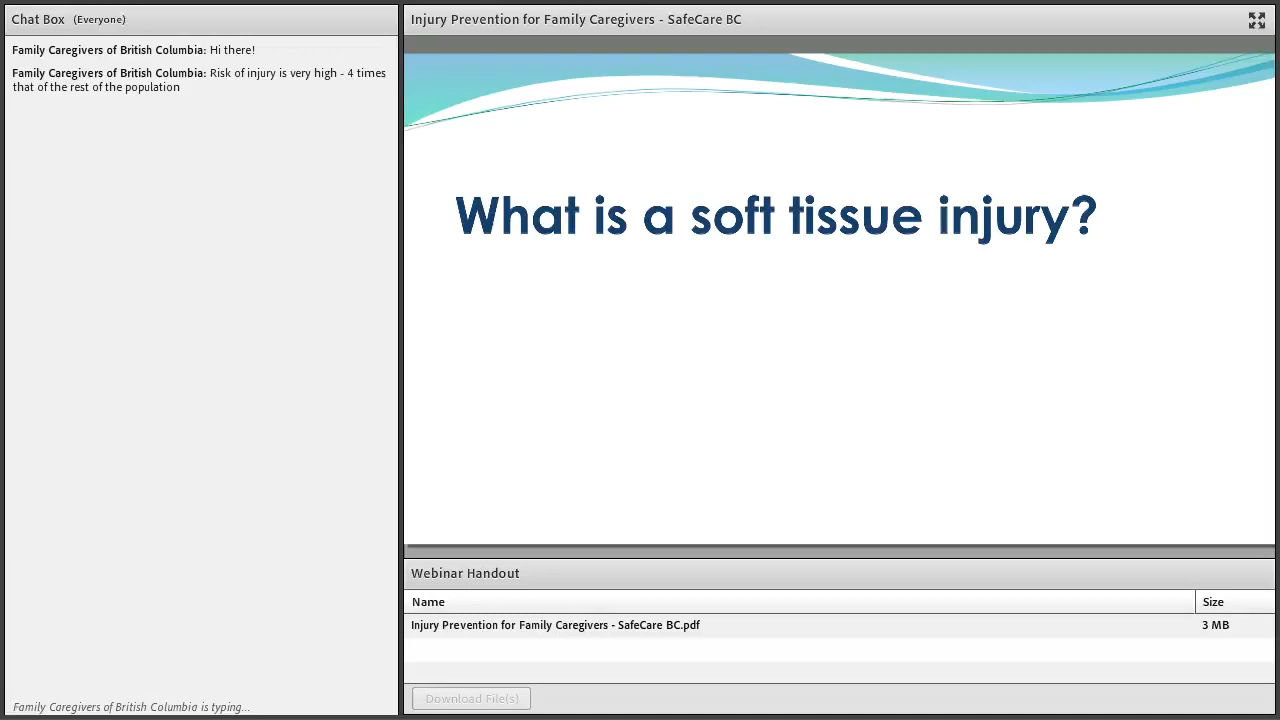 Chat Box (Everyone)
Family Caregivers of British Columbia: Hi there!
Family Caregivers of British Columbia: Risk of injury is very high - 4 times
that of the rest of the population
Family Caregivers of British Columbia is typing...
Injury Prevention for Family Caregivers - SafeCare BC
What is a soft tissue injury?
Webinar Handout
Name Size
Injury Prevention for Family Caregivers - SafeCare BC.pdf 3 MB
Download File(s)